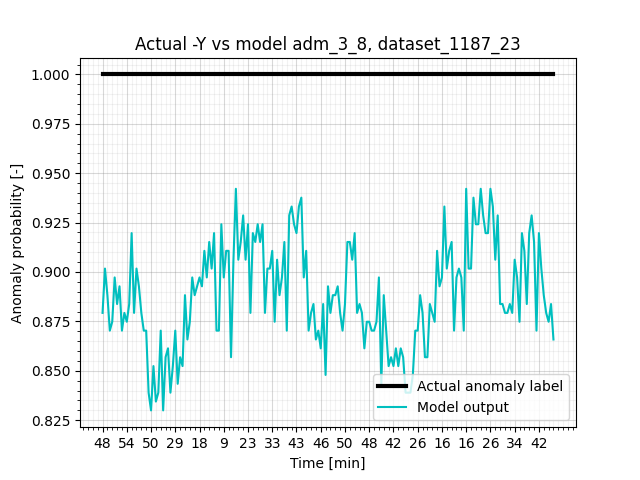 Actual -Y vs model adm_3_8, dataset_1187_23
1.000
0.975
0.950
0.925
0.900
0.875
0.850
0.825
Anomaly probability [-]
Actual anomaly label
Model output
48 54 50 29 18 9 23 33 43 46 50 48 42 26 16 16 26 34 42
Time [min]